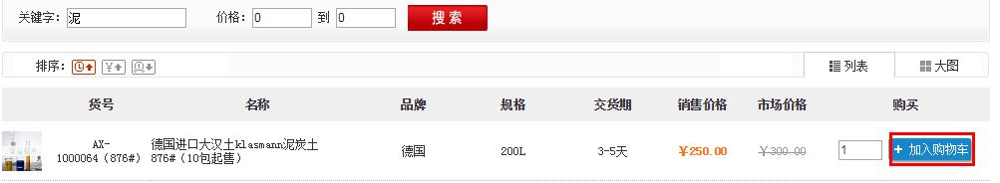 关键字: 泥 价格: 0 到 0 搜 索
排序: ¥ 列表 大图
货号 名称 品牌 规格 交货期 销售价格 市场价格 购买
AX-1000064（876#） 德国进口大汉土klasmann泥炭土876#（10包起售） 德国 200L 3-5天 ¥250.00 ¥300.00 1 + 加入购物车